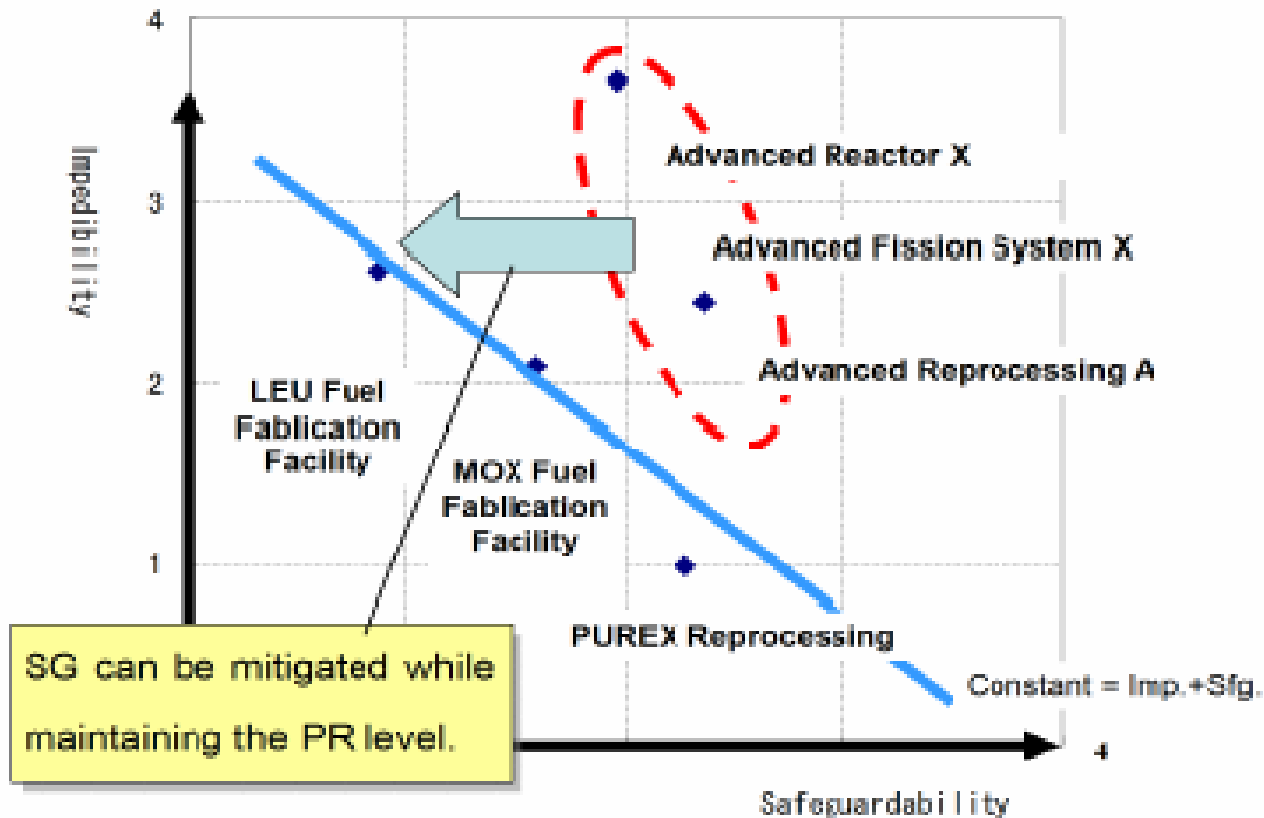 4
Impedibility
3
2
1
Advanced Reactor X
Advanced Fission System X
Advanced Reprocessing A
LEU Fuel
Fablication
Facility
MOX Fuel
Fablication
Facility
PUREX Reprocessing
SG can be mitigated while
maintaining the PR level.
Constant = Imp.+Sfg.
4
Safeguardability